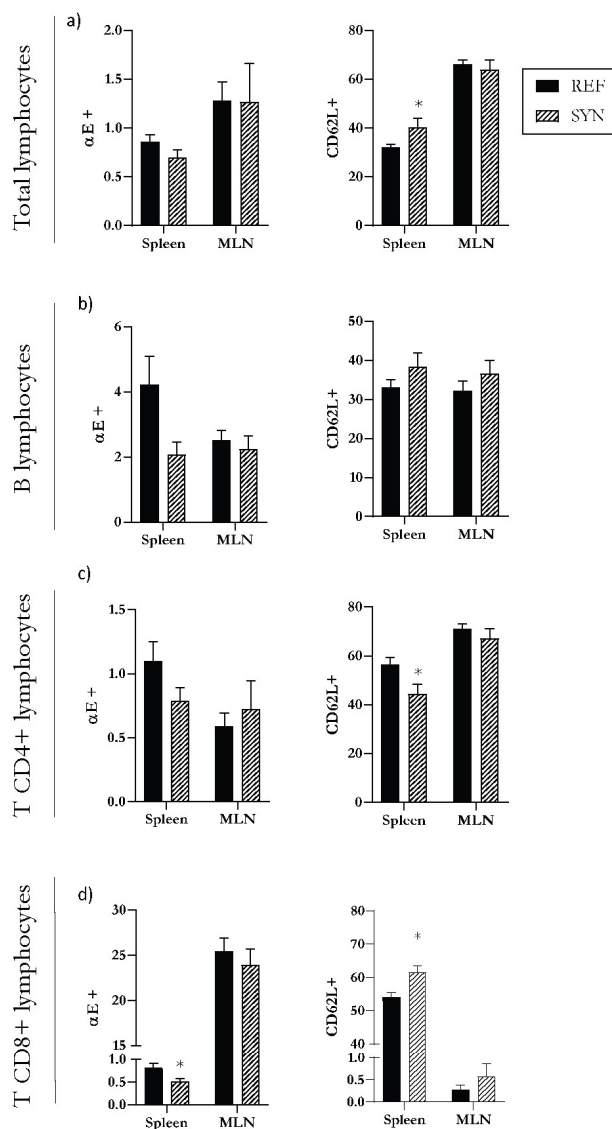 a)
Total lymphocytes
αE +
2.0
1.5
1.0
0.5
0.0
Spleen MLN
CD62L+
80
60
40
20
0
*
Spleen MLN
REF
SYN
b)
B lymphocytes
αE +
6
4
2
0
Spleen MLN
CD62L+
50
40
30
20
10
0
Spleen MLN
c)
T CD4+ lymphocytes
αE +
1.5
1.0
0.5
0.0
Spleen MLN
CD62L+
80
60
40
20
0
*
Spleen MLN
d)
T CD8+ lymphocytes
αE +
30
25
20
15
1.0
0.5
0.0
*
Spleen MLN
CD62L+
80
70
60
50
40
1.0
0.5
0.0
*
Spleen MLN